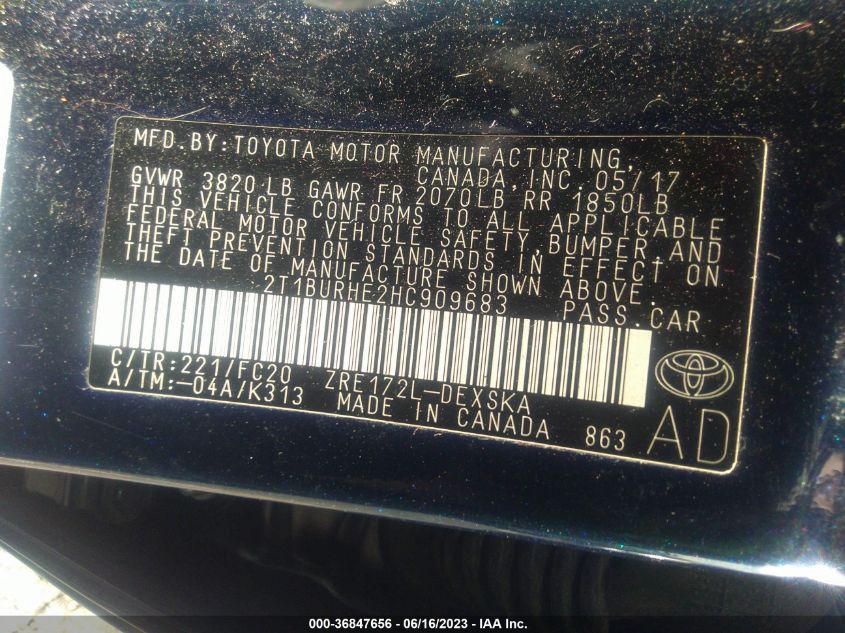 MFD.BY:TOYOTA MOTOR MANUFACTURING,
CANADA,INC. 05/17
GVWR 3820 LB GAWR FR 2070LB RR 1850LB
THIS VEHICLE CONFORMS TO ALL APPLICABLE
FEDERAL MOTOR VEHICLE SAFETY,BUMPER,AND
THEFT PREVENTION STANDARDS IN EFFECT ON
THE DATE OF MANUFACTURE SHOWN ABOVE.
2T1BURHE2HC909683 PASS.CAR
C/TR:221/FC20 ZRE172L-DEXSKA
A/TM:-04A/K313 MADE IN CANADA 863 AD
000-36847656 - 06/16/2023 - IAA Inc.